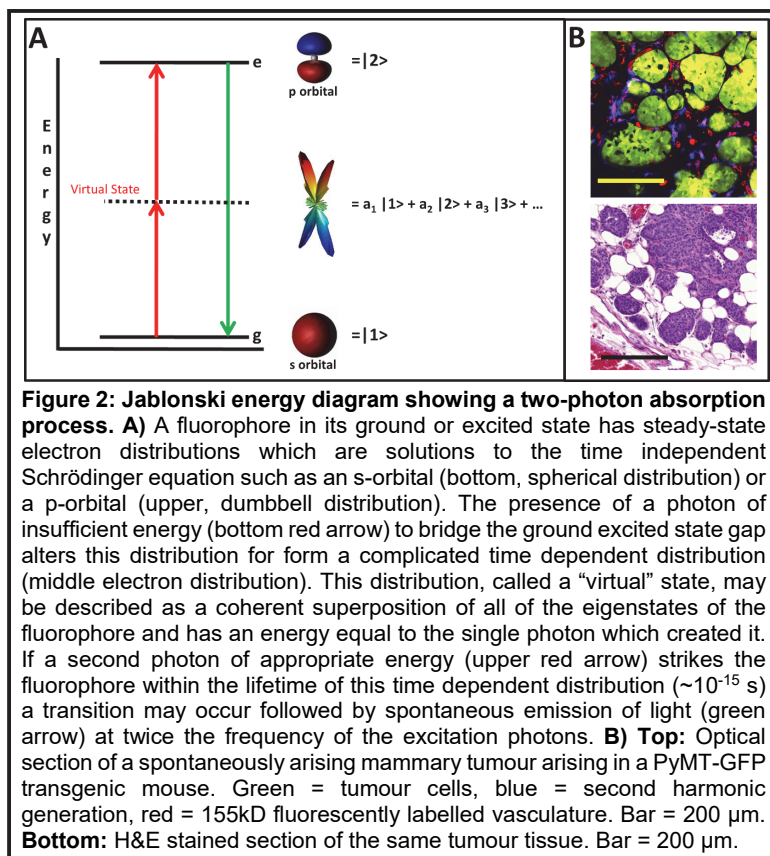 A
B
e
=|2>
p orbital
Energy
Virtual State
= a₁ |1> + a₂ |2> + a₃ |3> + ...
g
=|1>
s orbital
Figure 2: Jablonski energy diagram showing a two-photon absorption
process. A) A fluorophore in its ground or excited state has steady-state
electron distributions which are solutions to the time independent
Schrödinger equation such as an s-orbital (bottom, spherical distribution) or
a p-orbital (upper, dumbbell distribution). The presence of a photon of
insufficient energy (bottom red arrow) to bridge the ground excited state gap
alters this distribution for form a complicated time dependent distribution
(middle electron distribution). This distribution, called a “virtual” state, may
be described as a coherent superposition of all of the eigenstates of the
fluorophore and has an energy equal to the single photon which created it.
If a second photon of appropriate energy (upper red arrow) strikes the
fluorophore within the lifetime of this time dependent distribution (~10⁻¹⁵ s)
a transition may occur followed by spontaneous emission of light (green
arrow) at twice the frequency of the excitation photons. B) Top: Optical
section of a spontaneously arising mammary tumour arising in a PyMT-GFP
transgenic mouse. Green = tumour cells, blue = second harmonic
generation, red = 155kD fluorescently labelled vasculature. Bar = 200 µm.
Bottom: H&E stained section of the same tumour tissue. Bar = 200 µm.